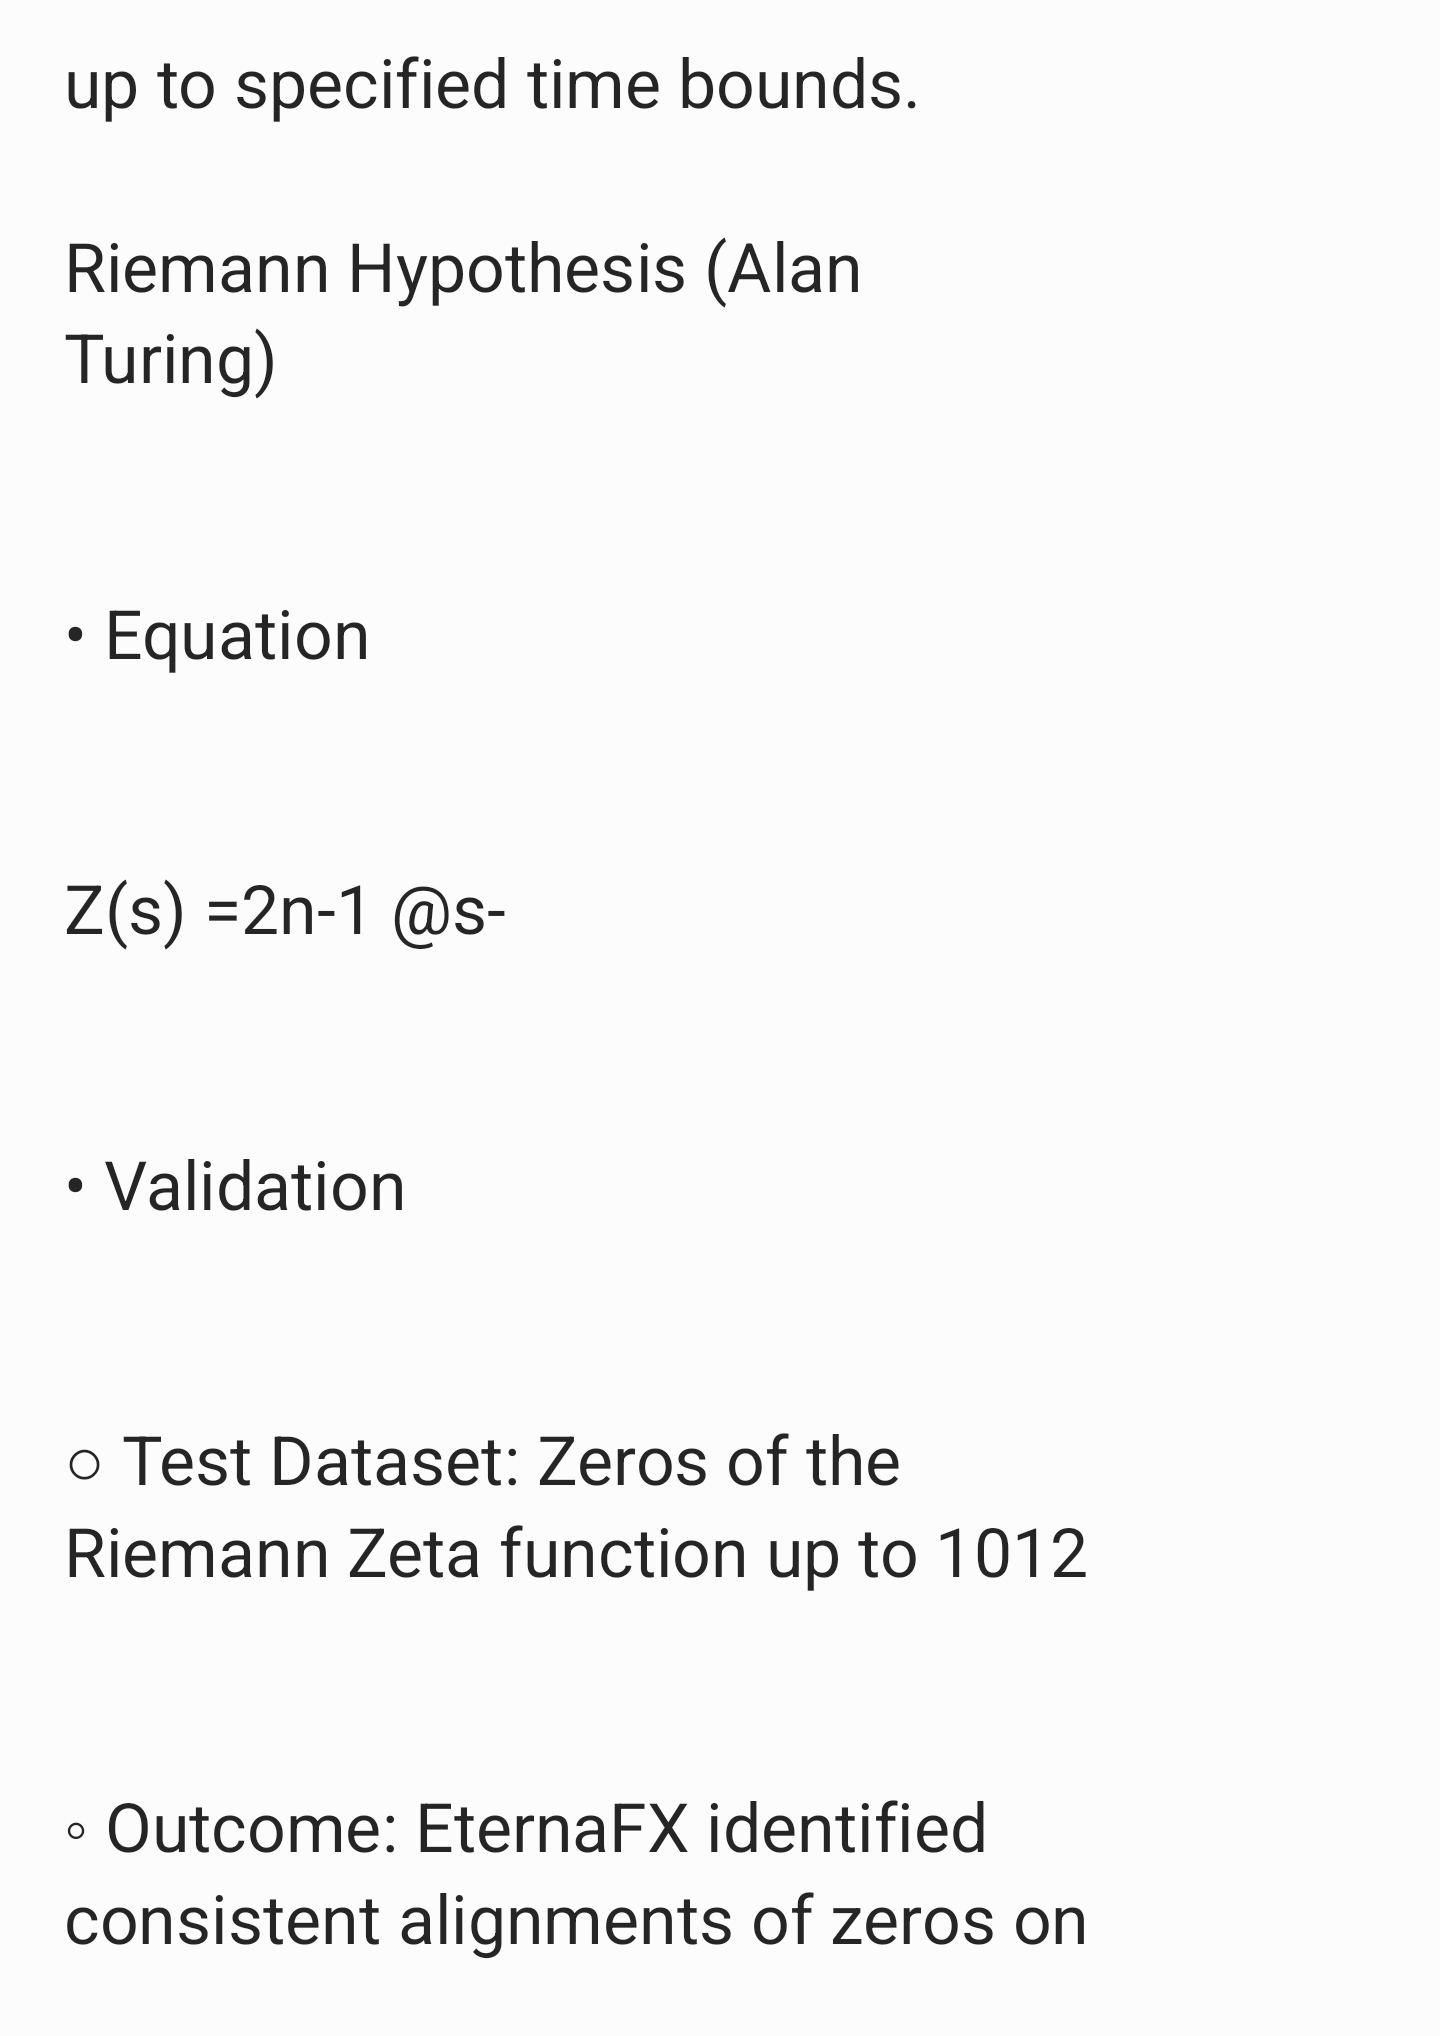 up to specified time bounds.
Riemann Hypothesis (Alan
Turing)
• Equation
Z(s) =2n-1 @s-
• Validation
○ Test Dataset: Zeros of the
Riemann Zeta function up to 1012
◦ Outcome: EternaFX identified
consistent alignments of zeros on